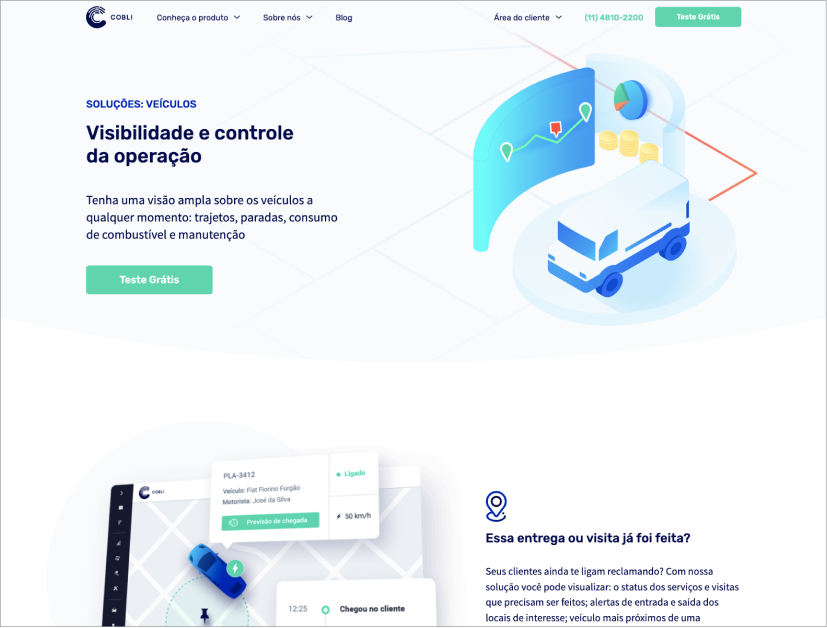 COBLI
Conheça o produto
Sobre nós
Blog
Área do cliente
(11) 4810-2200
Teste Grátis
SOLUÇÕES: VEÍCULOS
Visibilidade e controle
da operação
Tenha uma visão ampla sobre os veículos a
qualquer momento: trajetos, paradas, consumo
de combustível e manutenção
Teste Grátis
COBLI
PLA-3412
Veículo: Fiat Fiorino Furgão
Motorista: José da Silva
Previsão de chegada
Ligado
50 km/h
12:25
Chegou no cliente
Essa entrega ou visita já foi feita?
Seus clientes ainda te ligam reclamando? Com nossa
solução você pode visualizar: o status dos serviços e visitas
que precisam ser feitos; alertas de entrada e saída dos
locais de interesse; veículo mais próximos de uma